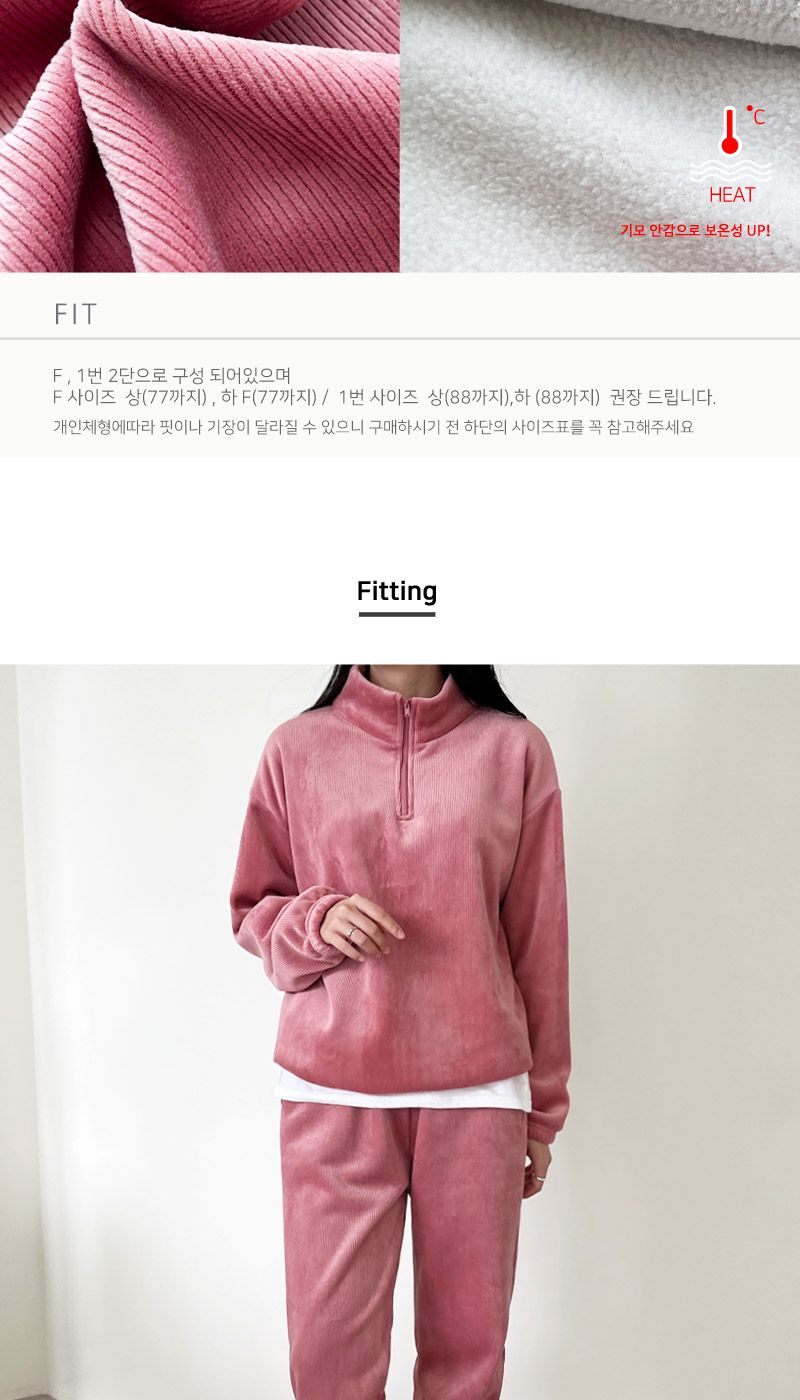 °C
HEAT
기모 안감으로 보온성 UP!
FIT
F , 1번 2단으로 구성 되어있으며
F 사이즈 상(77까지) , 하 F(77까지) / 1번 사이즈 상(88까지),하 (88까지) 권장 드립니다.
개인체형에따라 핏이나 기장이 달라질 수 있으니 구매하시기 전 하단의 사이즈표를 꼭 참고해주세요
Fitting